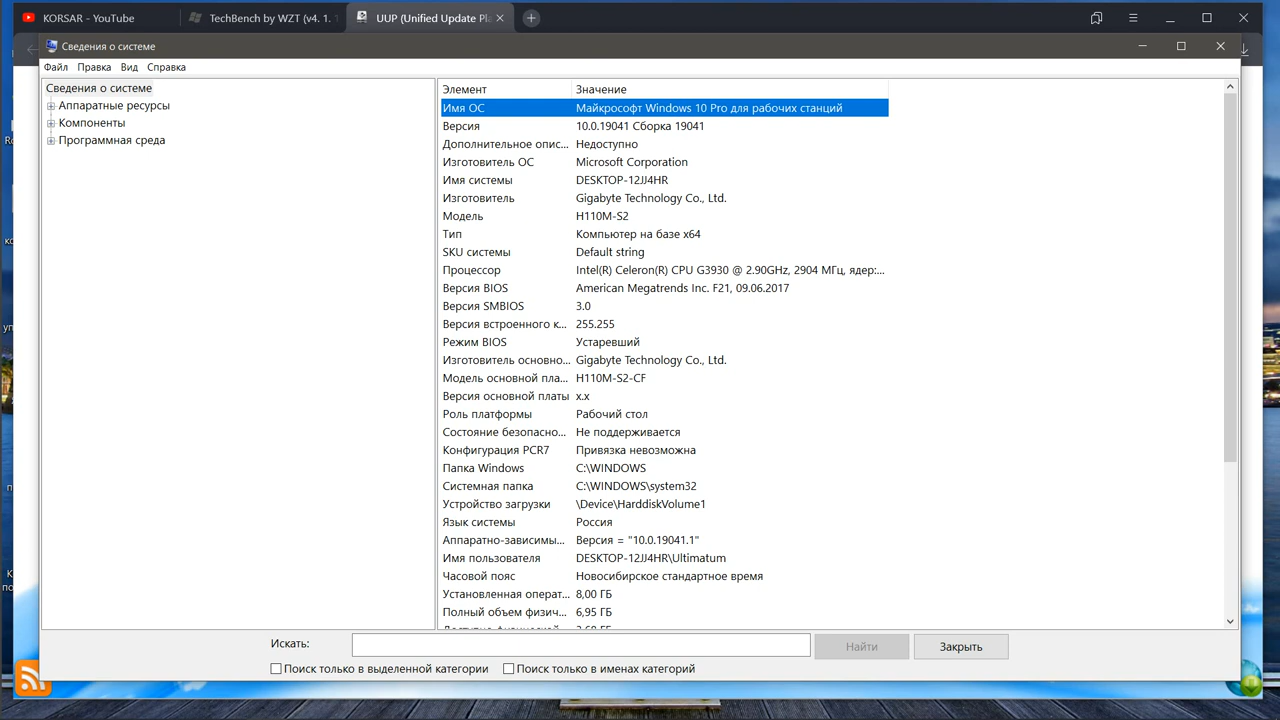 KORSAR - YouTube
TechBench by WZT (v4. 1. 1
UUP (Unified Update Pla
Сведения о системе
Файл Правка Вид Справка
Сведения о системе
Аппаратные ресурсы
Компоненты
Программная среда
Элемент Значение
Имя ОС Майкрософт Windows 10 Pro для рабочих станций
Версия 10.0.19041 Сборка 19041
Дополнительное опис... Недоступно
Изготовитель ОС Microsoft Corporation
Имя системы DESKTOP-12JJ4HR
Изготовитель Gigabyte Technology Co., Ltd.
Модель H110M-S2
Тип Компьютер на базе x64
SKU системы Default string
Процессор Intel(R) Celeron(R) CPU G3930 @ 2.90GHz, 2904 МГц, ядер:...
Версия BIOS American Megatrends Inc. F21, 09.06.2017
Версия SMBIOS 3.0
Версия встроенного к... 255.255
Режим BIOS Устаревший
Изготовитель основно... Gigabyte Technology Co., Ltd.
Модель основной пла... H110M-S2-CF
Версия основной платы x.x
Роль платформы Рабочий стол
Состояние безопасно... Не поддерживается
Конфигурация PCR7 Привязка невозможна
Папка Windows C:\WINDOWS
Системная папка C:\WINDOWS\system32
Устройство загрузки \Device\HarddiskVolume1
Язык системы Россия
Аппаратно-зависимы... Версия = "10.0.19041.1"
Имя пользователя DESKTOP-12JJ4HR\Ultimatum
Часовой пояс Новосибирское стандартное время
Установленная операт... 8,00 ГБ
Полный объем физич... 6,95 ГБ
Искать:
Найти
Закрыть
Поиск только в выделенной категории
Поиск только в именах категорий